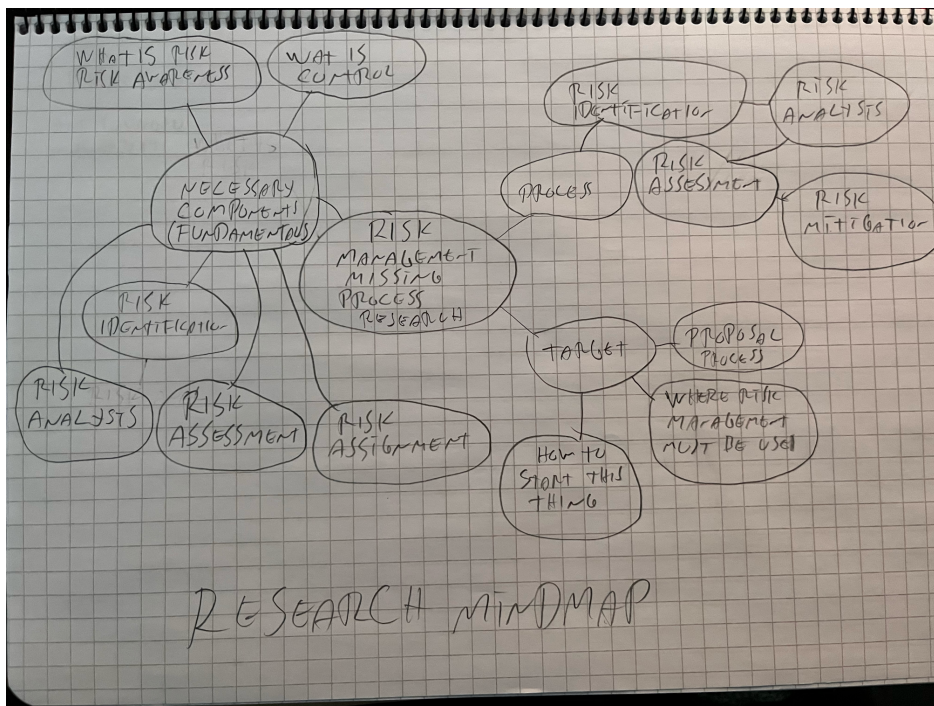 WHAT IS RISK
RISK AWARENESS
WAT IS
CONTROL
NECESSARY
COMPONENTS/
FUNDAMENTALS
RISK
IDENTIFICATION
RISK
ANALYSIS
RISK
ASSESSMENT
RISK
ASSIGNMENT
RISK
MANAGEMENT
MISSING
PROCESS
RESEARCH
PROCESS
RISK
IDENTIFICATION
RISK
ANALYSIS
RISK
ASSESSMENT
RISK
MITIGATION
TARGET
PROPOSAL
PROCESS
WHERE RISK
MANAGEMENT
MUST BE USED
HOW TO
START THIS
THING
RESEARCH MINDMAP